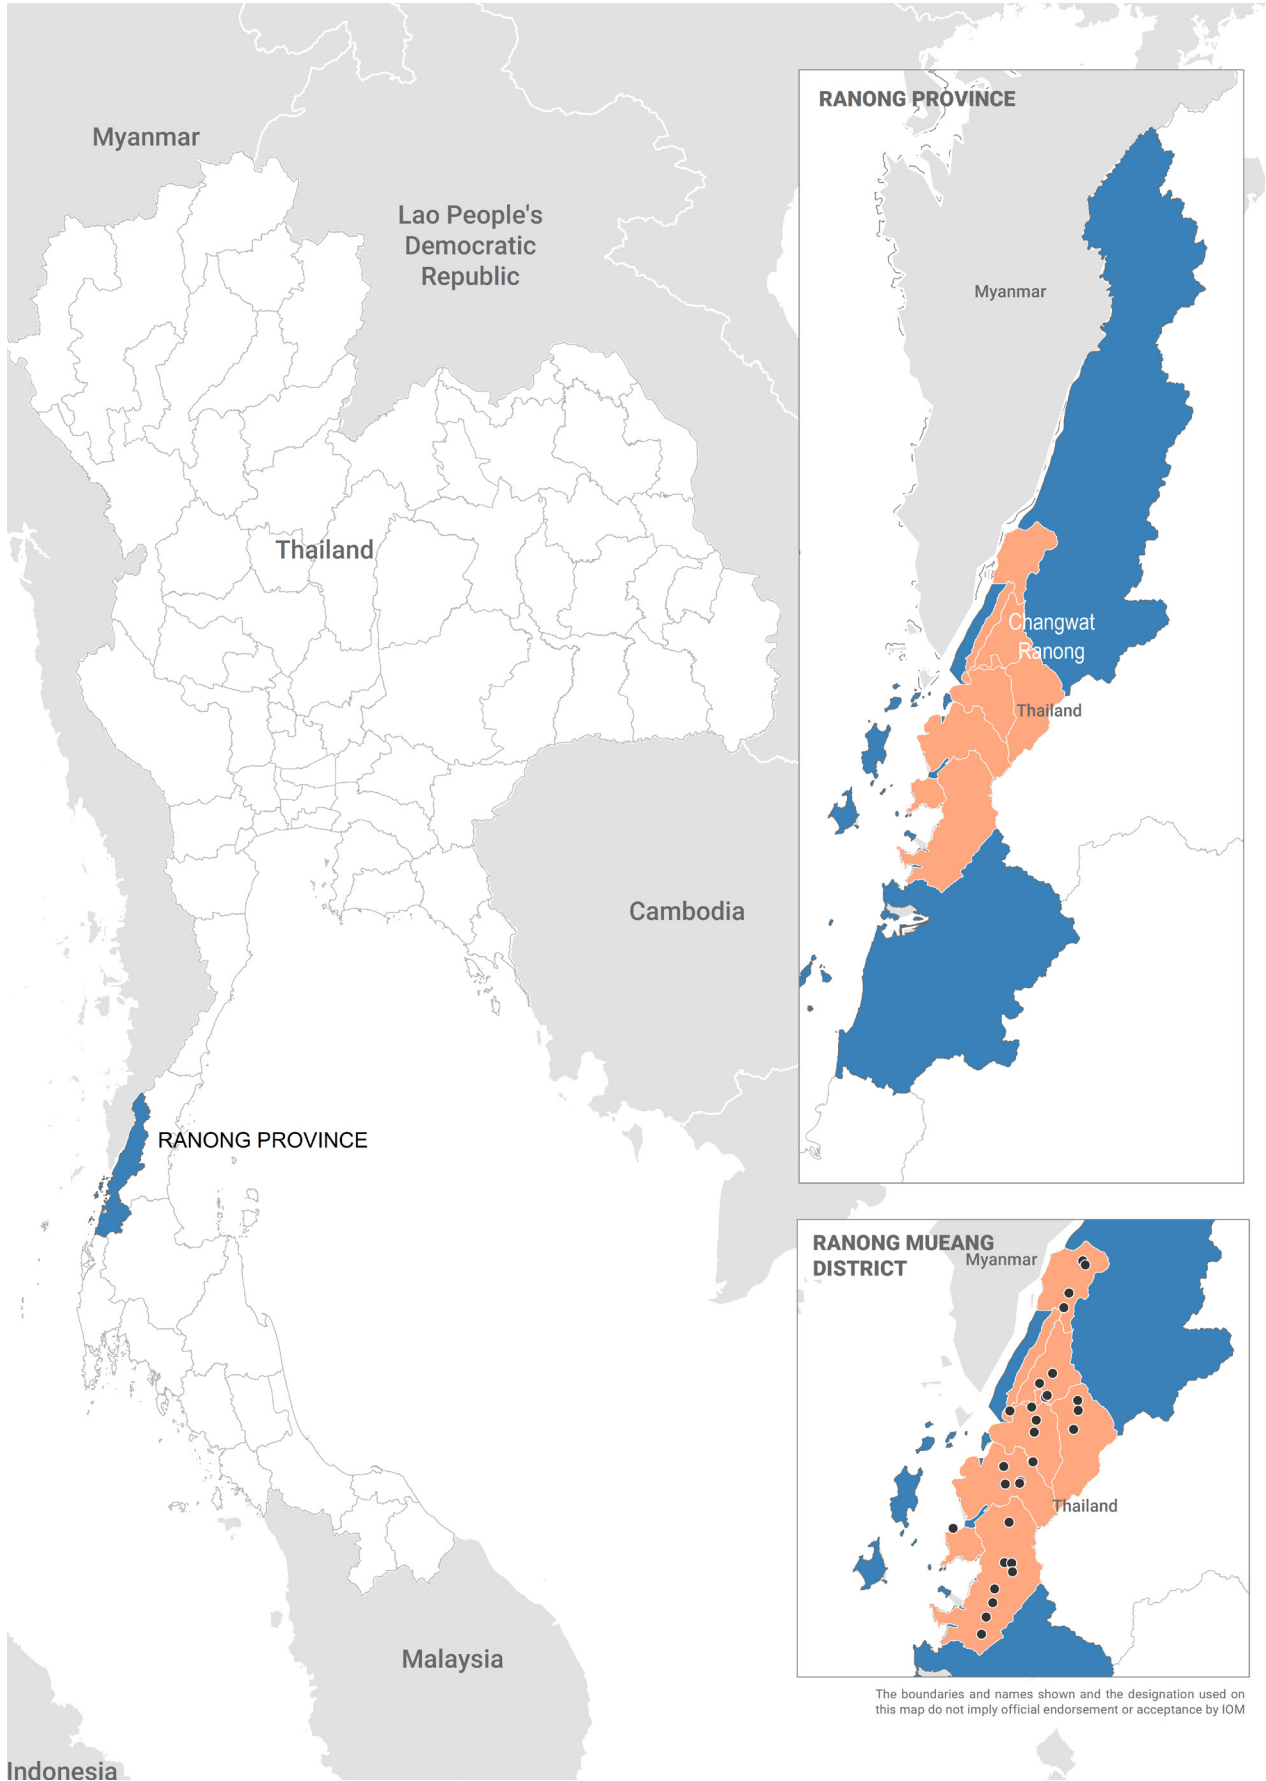 Myanmar
Lao People's
Democratic
Republic
Thailand
Cambodia
RANONG PROVINCE
Malaysia
Indonesia
RANONG PROVINCE
Myanmar
Changwat
Ranong
Thailand
RANONG MUEANG
DISTRICT
Myanmar
Thailand
The boundaries and names shown and the designation used on
this map do not imply official endorsement or acceptance by IOM